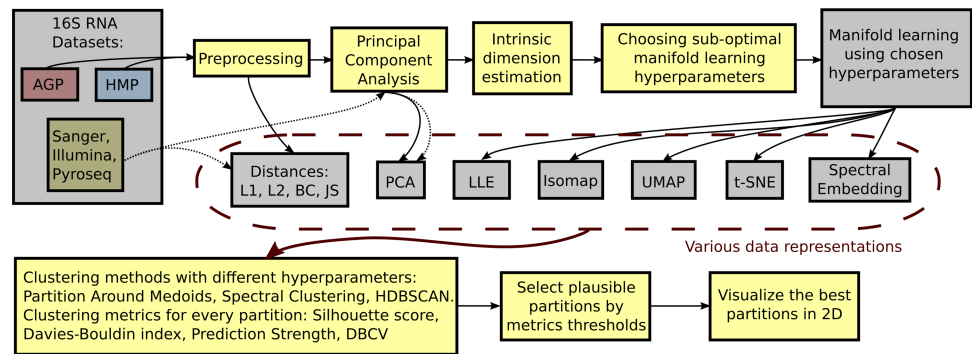 16S RNA
Datasets:
AGP
HMP
Sanger,
Illumina,
Pyroseq
Preprocessing
Principal
Component
Analysis
Intrinsic
dimension
estimation
Choosing sub-optimal
manifold learning
hyperparameters
Manifold learning
using chosen
hyperparameters
Distances:
L1, L2, BC, JS
PCA
LLE
Isomap
UMAP
t-SNE
Spectral
Embedding
Various data representations
Clustering methods with different hyperparameters:
Partition Around Medoids, Spectral Clustering, HDBSCAN.
Clustering metrics for every partition: Silhouette score,
Davies-Bouldin index, Prediction Strength, DBCV
Select plausible
partitions by
metrics thresholds
Visualize the best
partitions in 2D